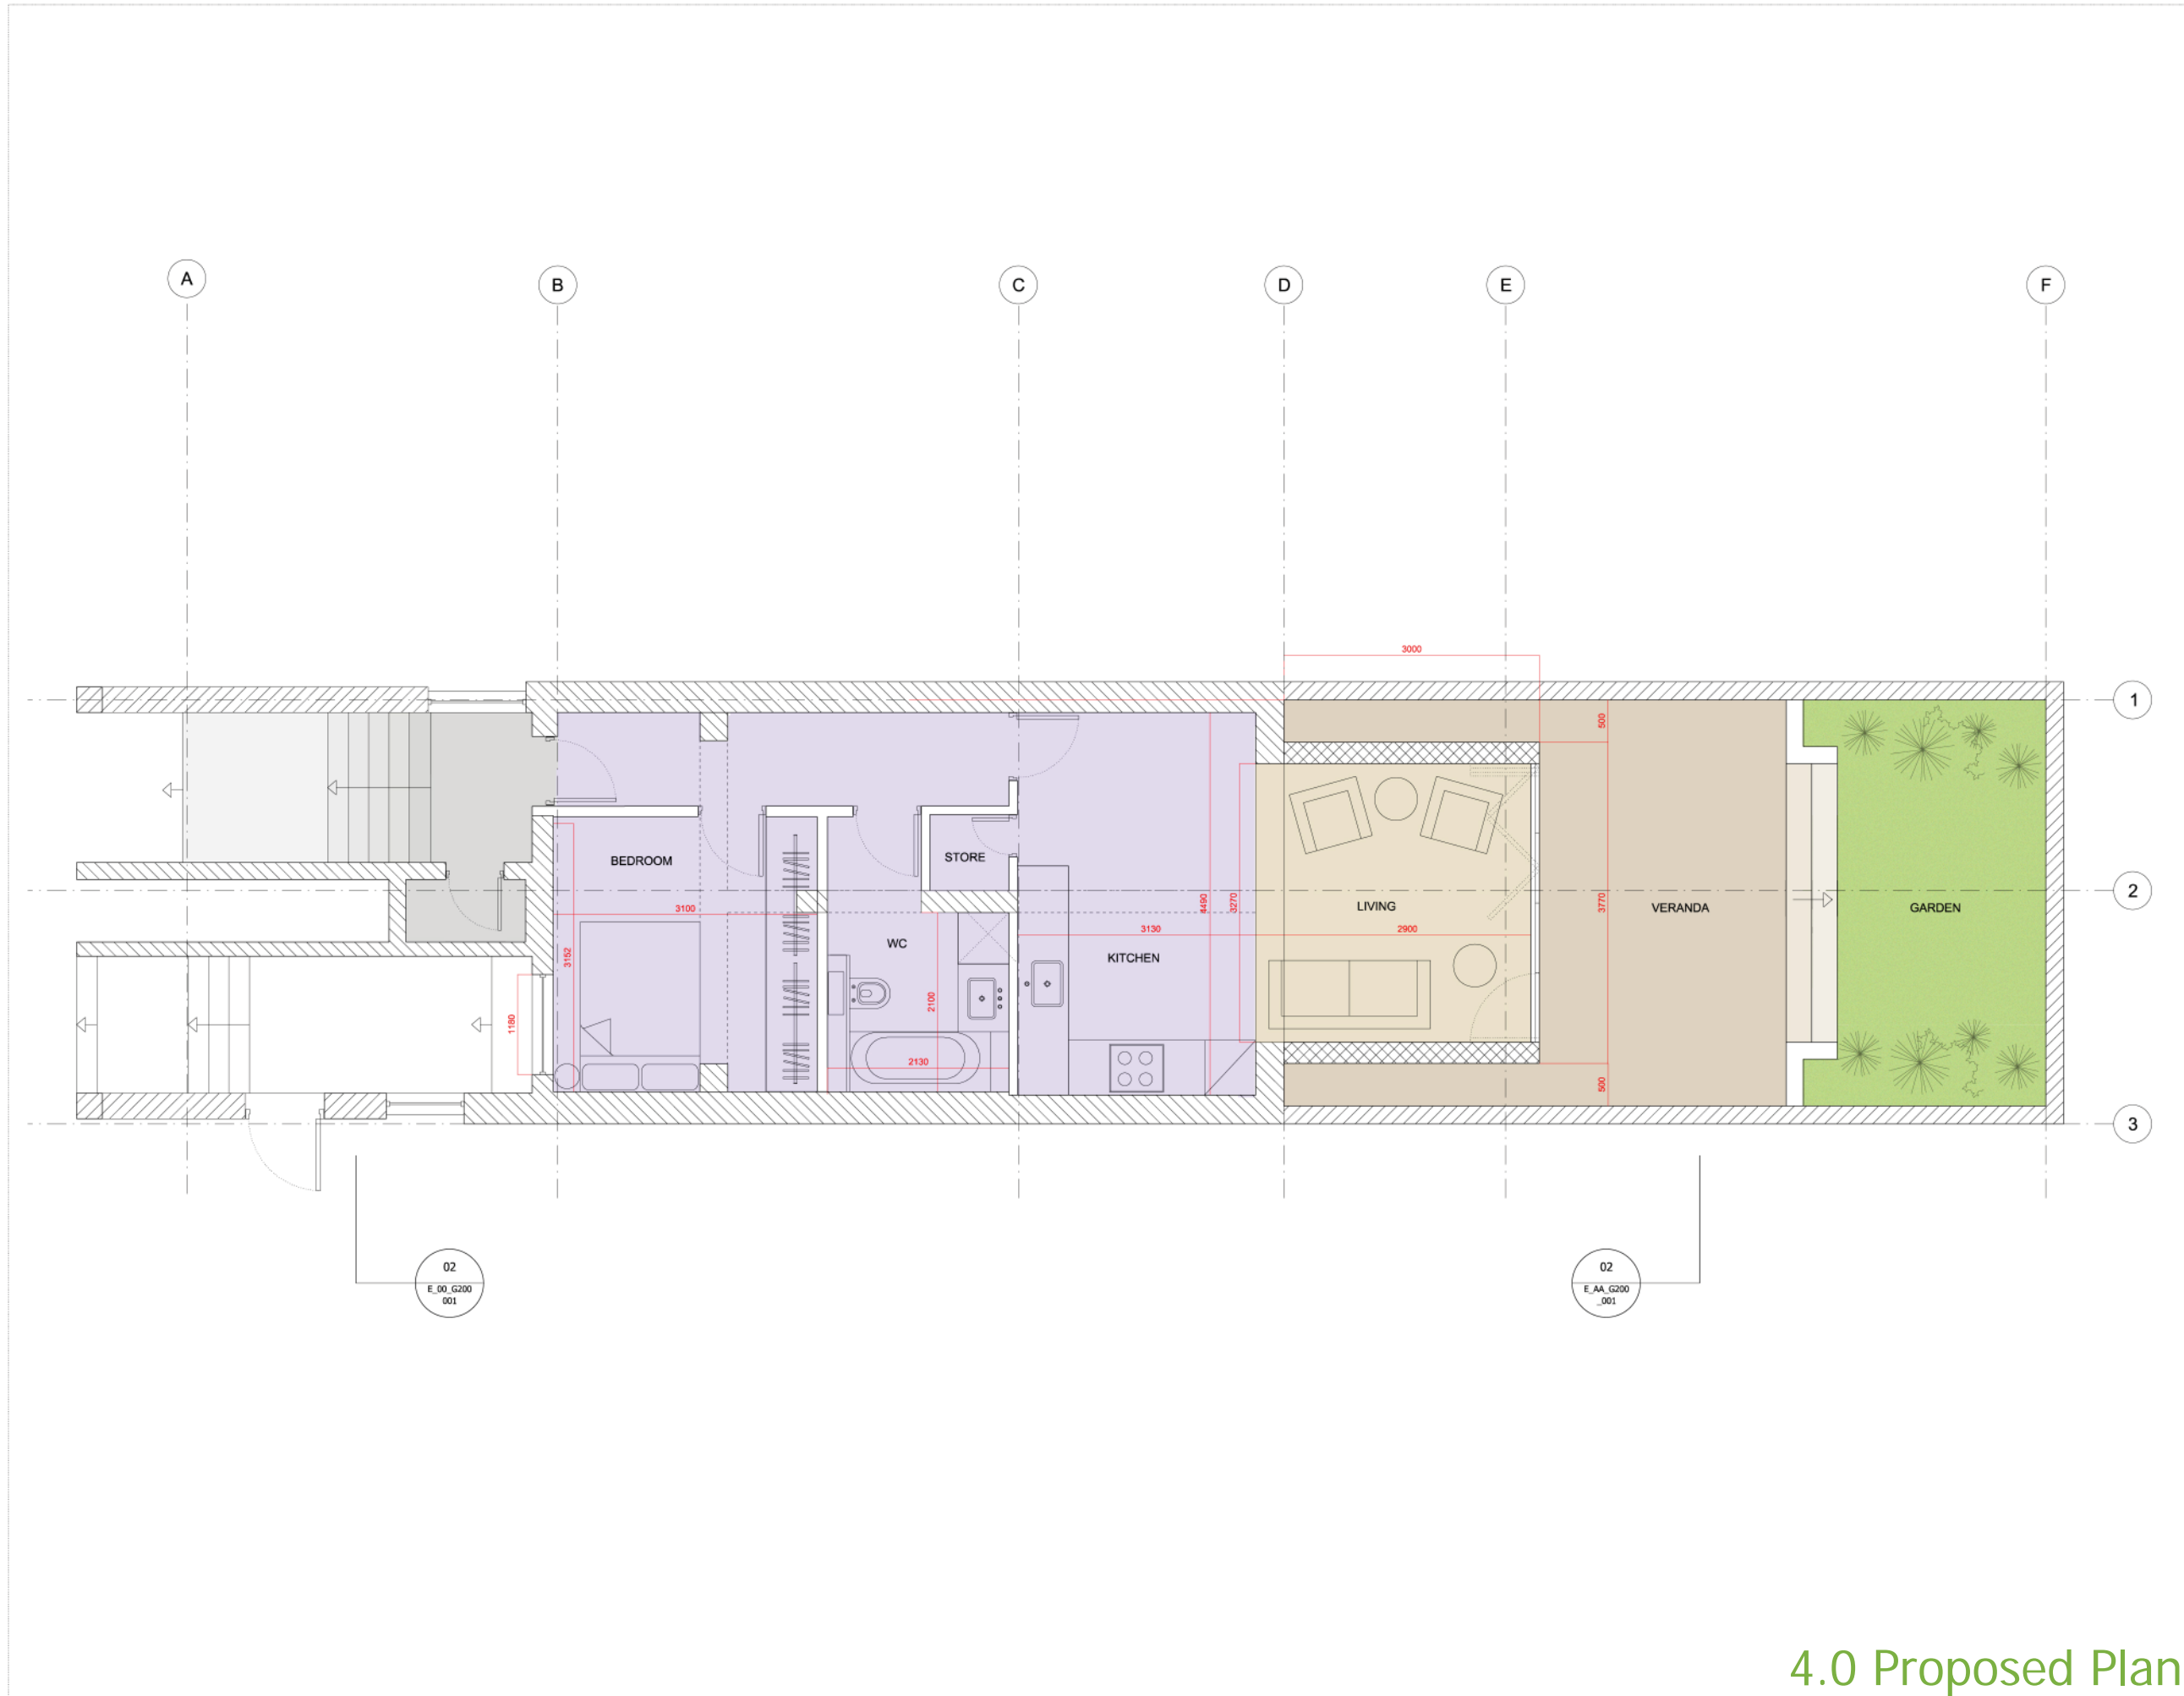 A
B
C
D
E
F
3000
1
500
BEDROOM
STORE
2
3100
4490
3270
LIVING
3770
VERANDA
GARDEN
3130
2900
WC
KITCHEN
3152
2100
1180
2130
500
3
02
E_00_G200
001
02
E_AA_G200
_001
4.0 Proposed Plan